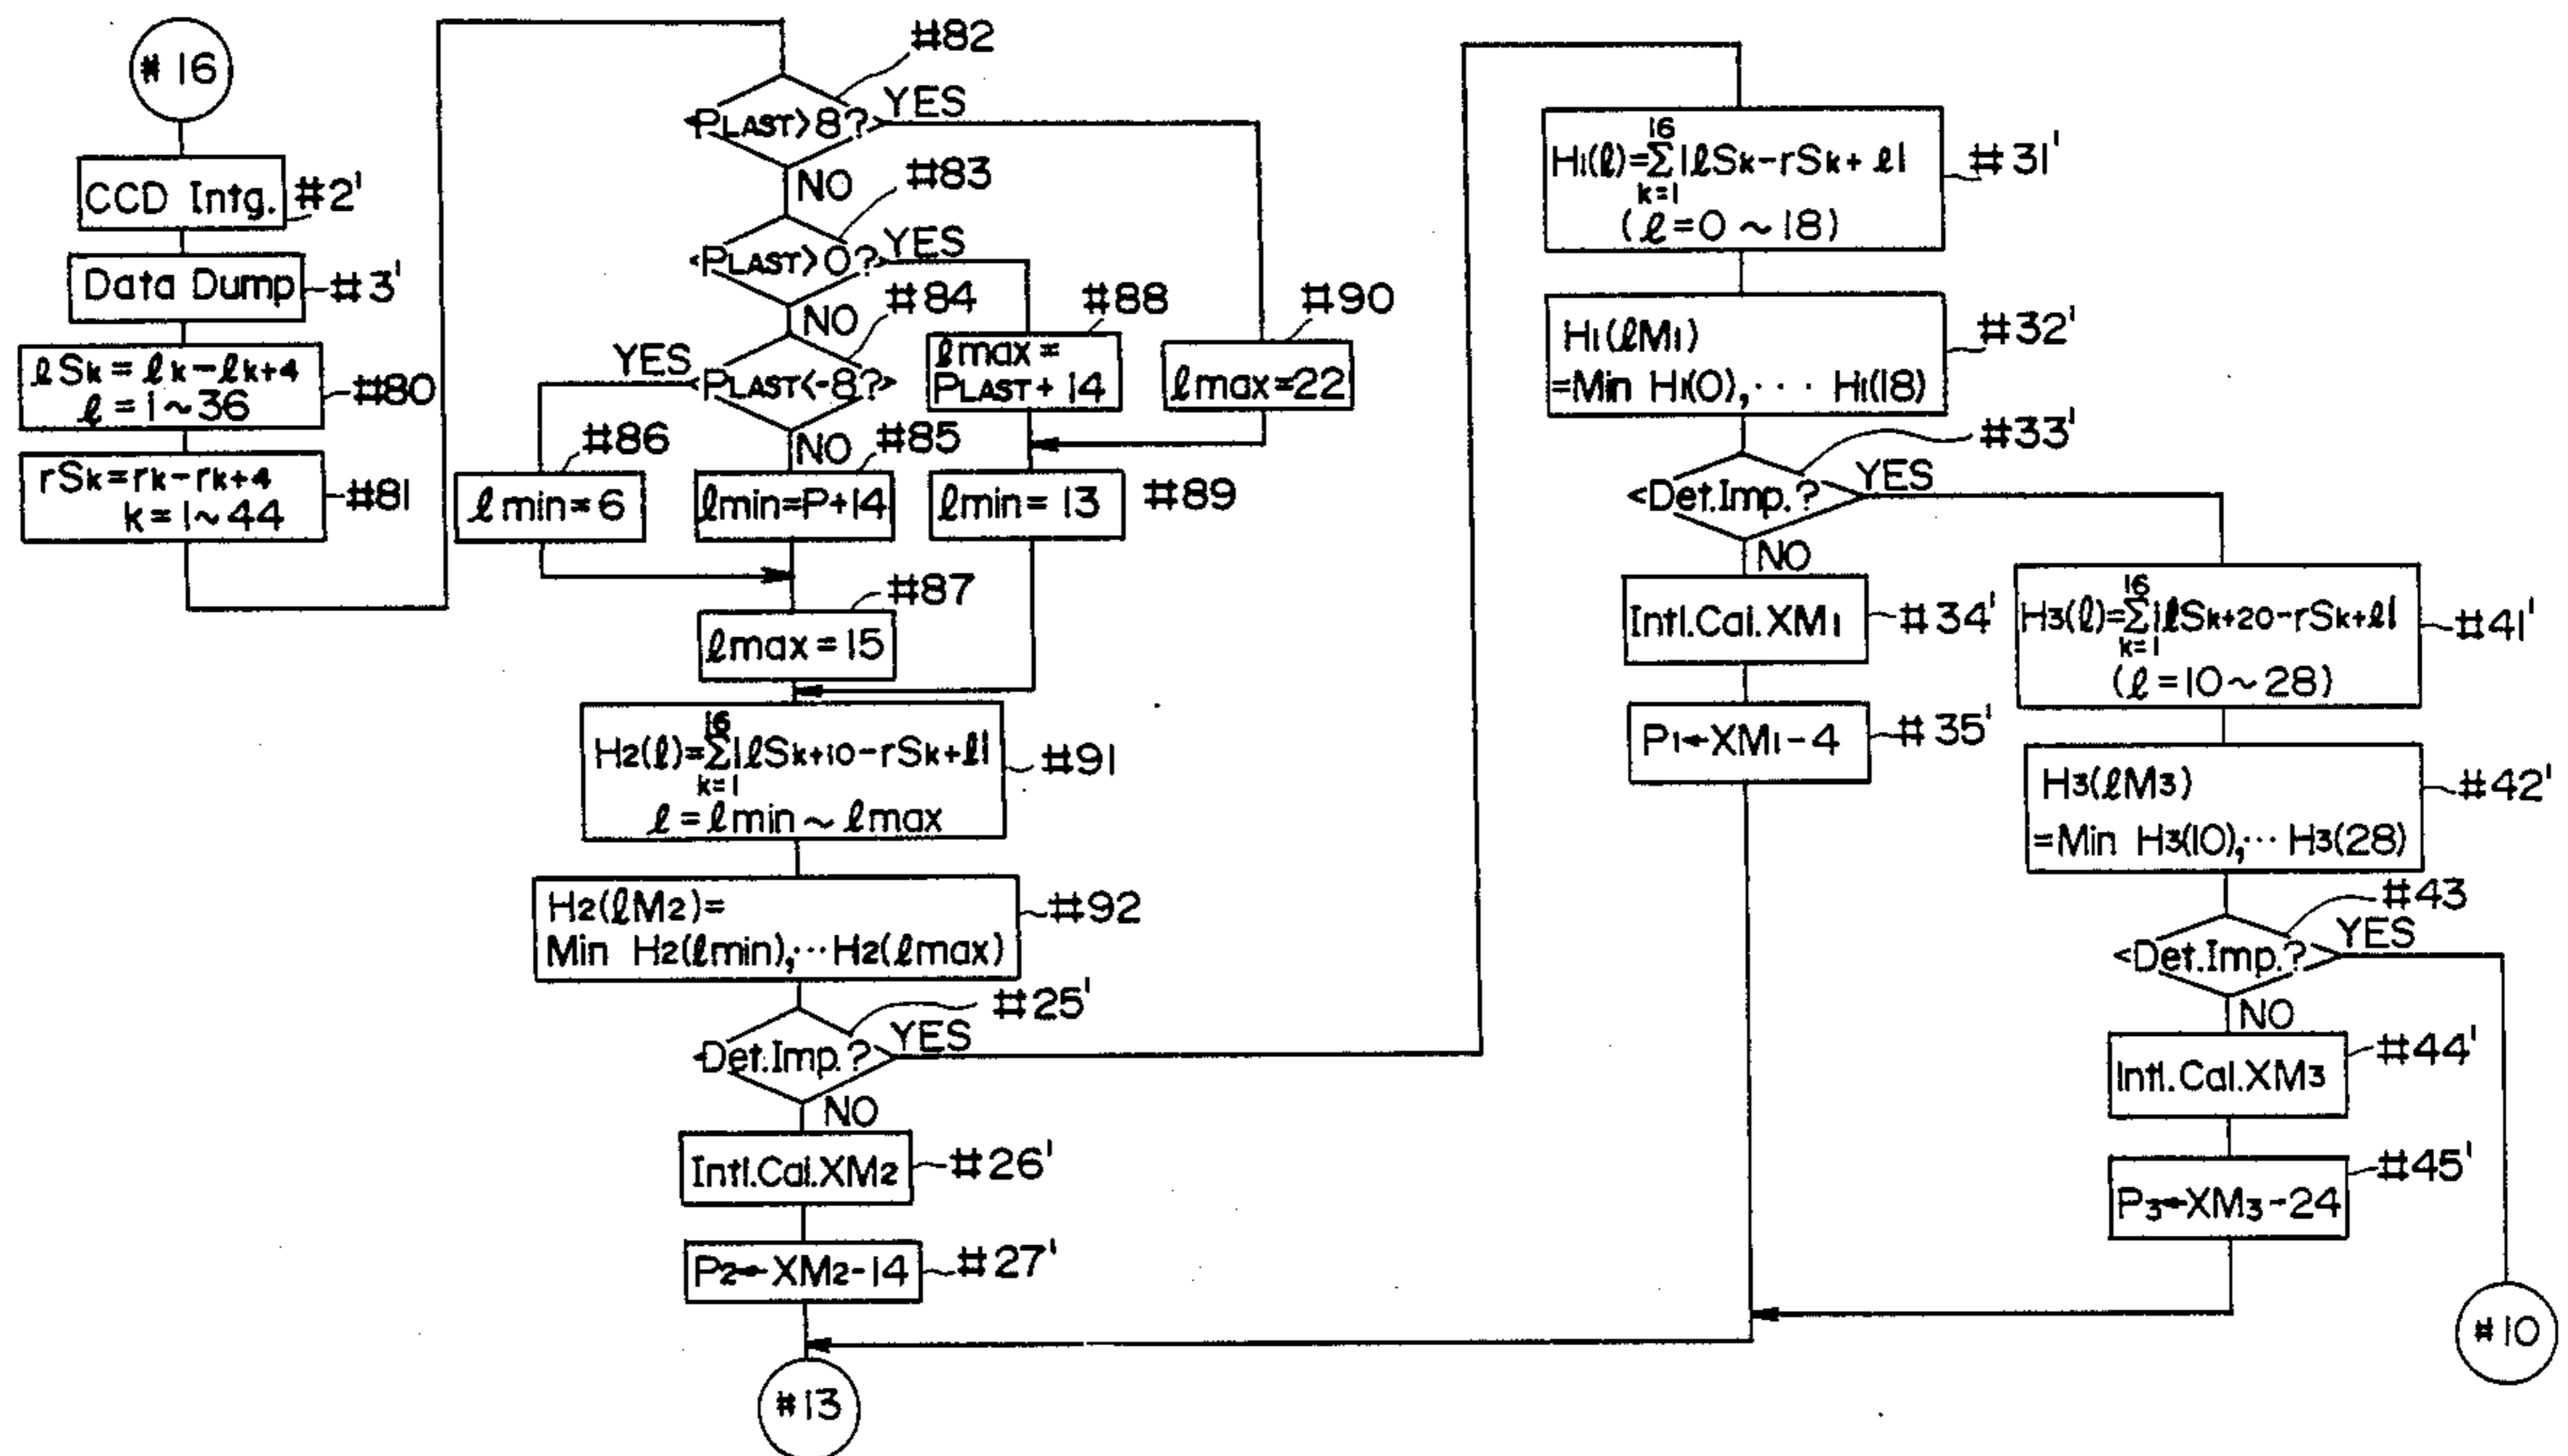 # 16
CCD Intg.
#2'
Data Dump
#3'
ℓSk = ℓk-ℓk+4
ℓ = 1~36
#80
rSk=rk-rk+4
k=1~44
#81
#82
PLAST>8?
YES
NO
#83
PLAST>0?
YES
NO
#84
PLAST<-8?
YES
NO
#88
ℓmax=
PLAST+14
#90
ℓmax=22
#86
ℓmin=6
#85
ℓmin=P+14
ℓmin=13
#89
#87
ℓmax=15
H2(ℓ)=Σ|ℓSk+10-rSk+ℓ|
16
k=1
ℓ=ℓmin~ℓmax
#91
H2(ℓM2)=
Min H2(ℓmin),···H2(ℓmax)
#92
#25'
Det.Imp.?
YES
NO
Intl.Cal.XM2
#26'
P2←XM2-14
#27'
#13
16
H1(ℓ)=Σ|ℓSk-rSk+ℓ|
k=1
(ℓ=0~18)
#31'
H1(ℓM1)
=Min H1(0),··· H1(18)
#32'
#33'
Det.Imp.?
YES
NO
Intl.Cal.XM1
#34'
P1←XM1-4
#35'
16
H3(ℓ)=Σ|ℓSk+20-rSk+ℓ|
k=1
(ℓ=10~28)
#41'
H3(ℓM3)
=Min H3(10),··· H3(28)
#42'
#43
Det.Imp.?
YES
NO
Intl.Cal.XM3
#44'
P3←XM3-24
#45'
#10